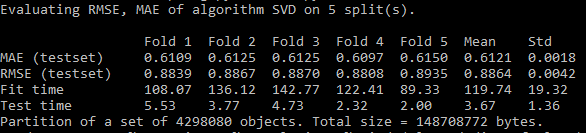 Evaluating RMSE, MAE of algorithm SVD on 5 split(s).
Fold 1 Fold 2 Fold 3 Fold 4 Fold 5 Mean Std
MAE (testset) 0.6109 0.6125 0.6125 0.6097 0.6150 0.6121 0.0018
RMSE (testset) 0.8839 0.8867 0.8870 0.8808 0.8935 0.8864 0.0042
Fit time 108.07 136.12 142.77 122.41 89.33 119.74 19.32
Test time 5.53 3.77 4.73 2.32 2.00 3.67 1.36
Partition of a set of 4298080 objects. Total size = 148708772 bytes.